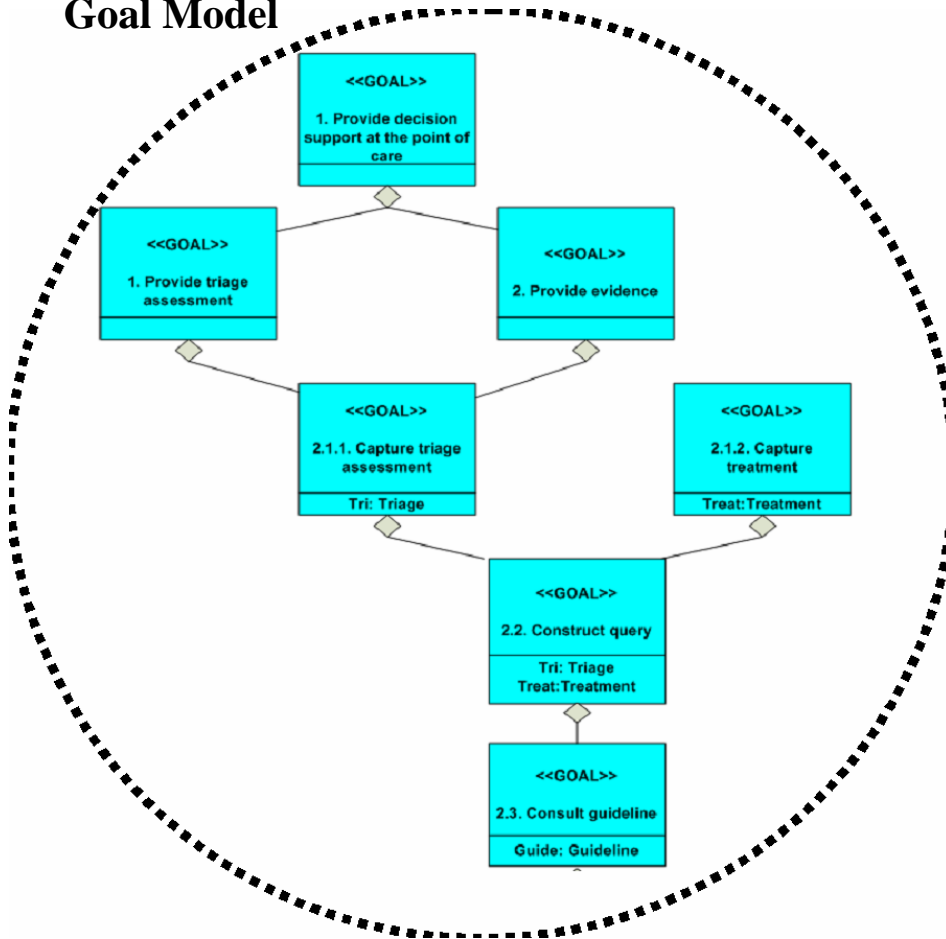 Goal Model
<<GOAL>>
1. Provide decision
support at the point of
care
<<GOAL>>
1. Provide triage
assessment
<<GOAL>>
2. Provide evidence
<<GOAL>>
2.1.1. Capture triage
assessment
Tri: Triage
<<GOAL>>
2.1.2. Capture
treatment
Treat:Treatment
<<GOAL>>
2.2. Construct query
Tri: Triage
Treat:Treatment
<<GOAL>>
2.3. Consult guideline
Guide: Guideline